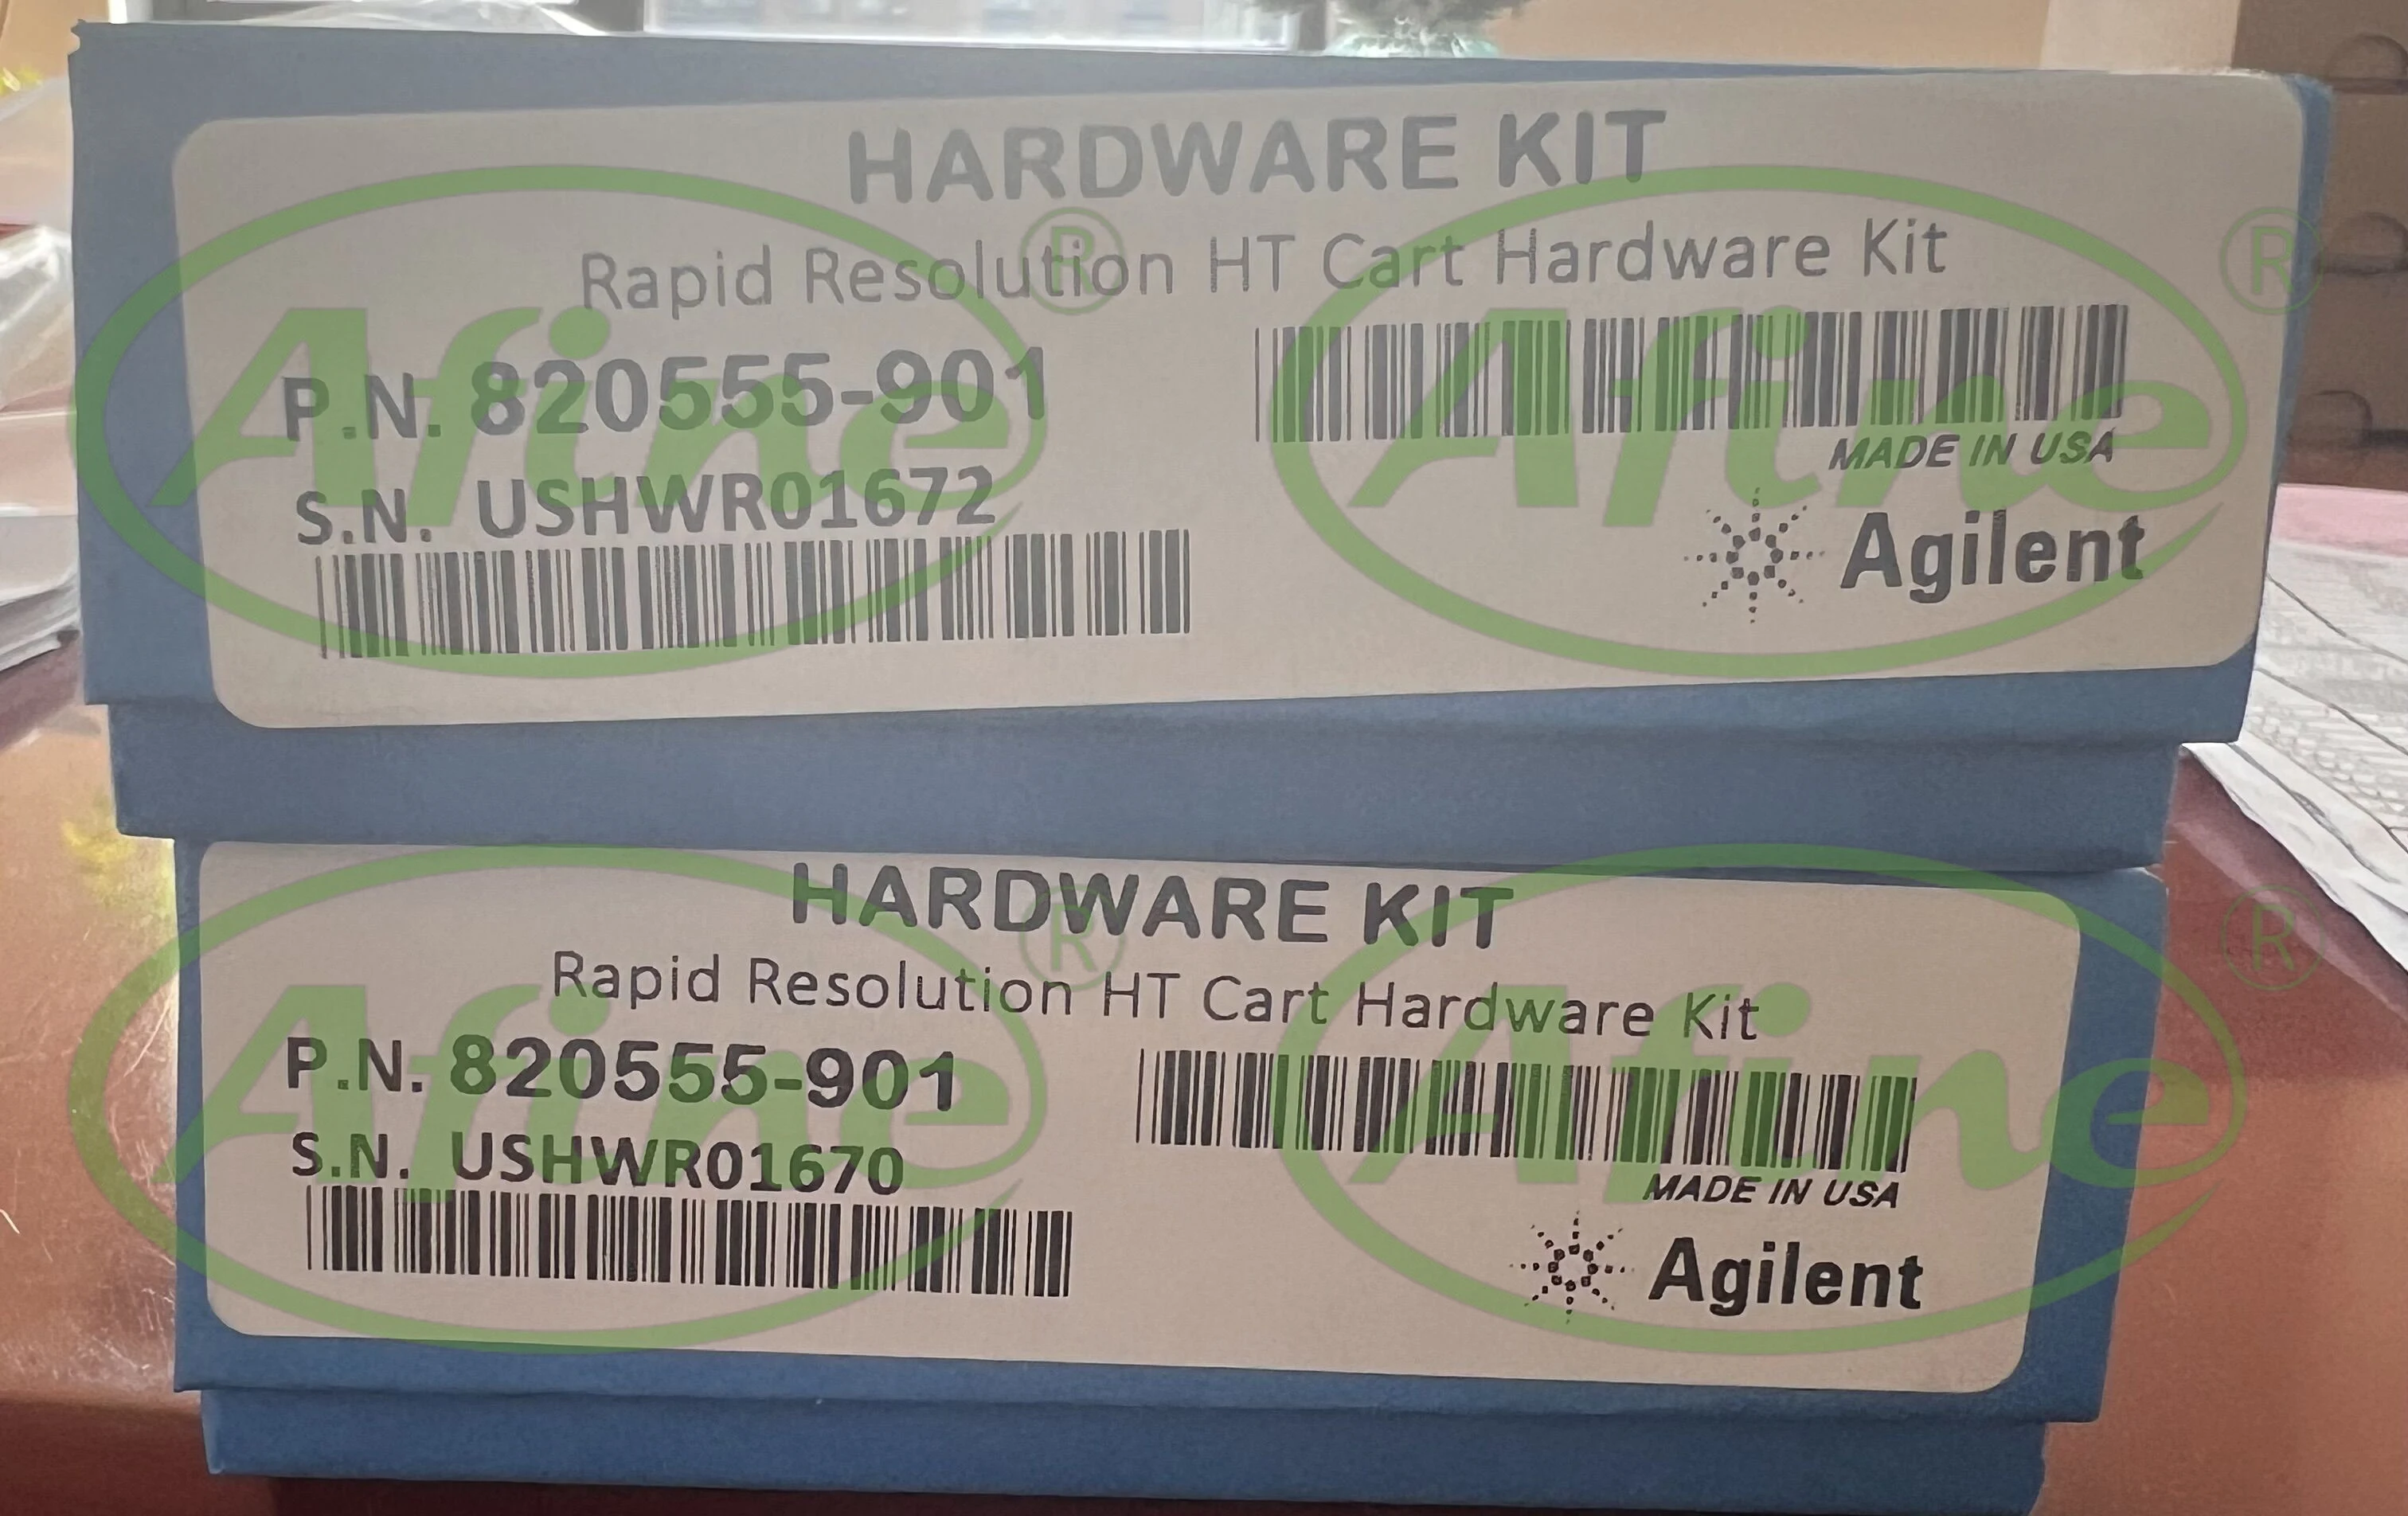 HARDWARE KIT
Rapid Resolution HT Cart Hardware Kit
P.N. 820555-901
S.N. USHWR01672
MADE IN USA
Agilent
HARDWARE KIT
Rapid Resolution HT Cart Hardware Kit
P.N. 820555-901
S.N. USHWR01670
MADE IN USA
Agilent
Afine®
Afine®
Afine®
Afine®